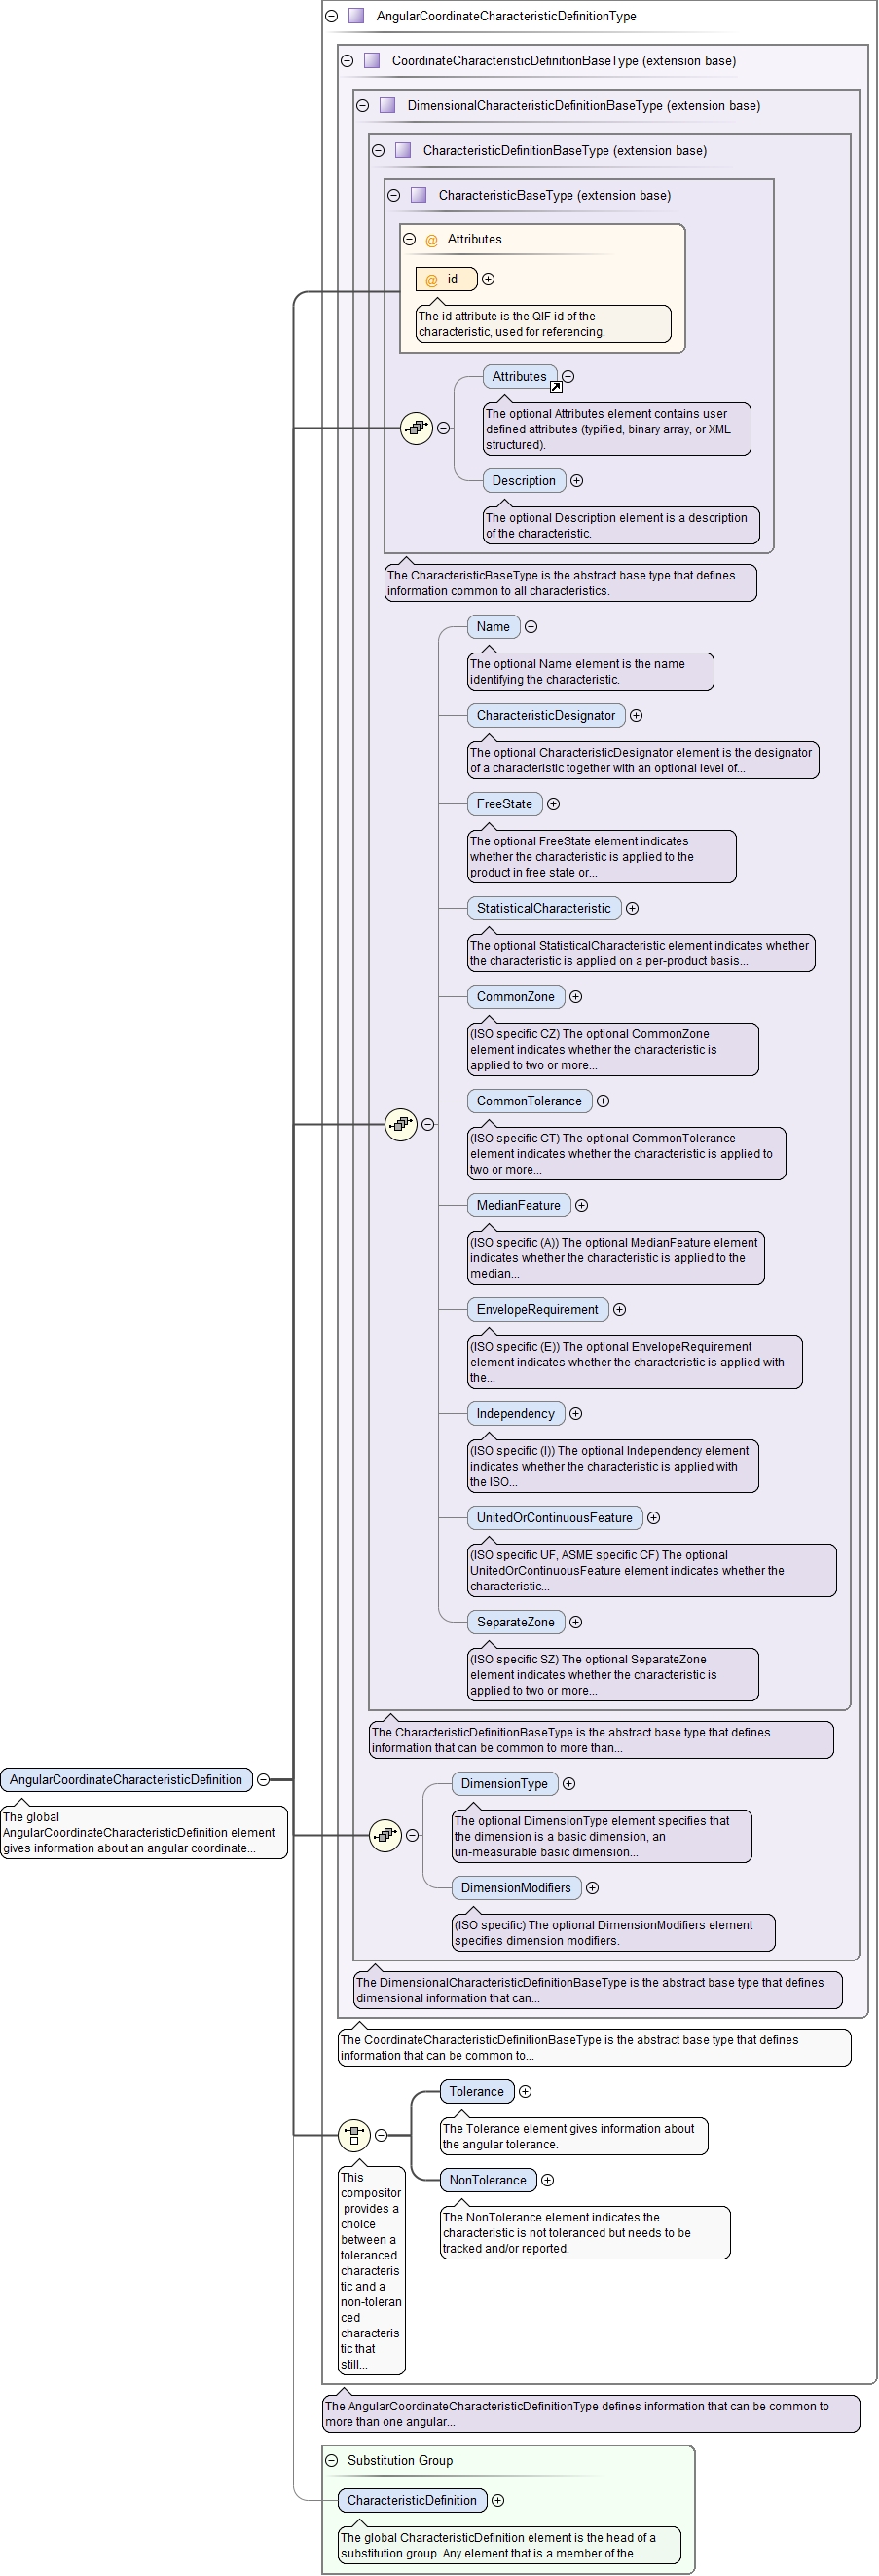 AngularCoordinateCharacteristicDefinitionType
CoordinateCharacteristicDefinitionBaseType (extension base)
DimensionalCharacteristicDefinitionBaseType (extension base)
CharacteristicDefinitionBaseType (extension base)
CharacteristicBaseType (extension base)
@ Attributes
@ id
The id attribute is the QIF id of the
characteristic, used for referencing.
Attributes
The optional Attributes element contains user
defined attributes (typified, binary array, or XML
structured).
Description
The optional Description element is a description
of the characteristic.
The CharacteristicBaseType is the abstract base type that defines
information common to all characteristics.
Name
The optional Name element is the name
identifying the characteristic.
CharacteristicDesignator
The optional CharacteristicDesignator element is the designator
of a characteristic together with an optional level of...
FreeState
The optional FreeState element indicates
whether the characteristic is applied to the
product in free state or...
StatisticalCharacteristic
The optional StatisticalCharacteristic element indicates whether
the characteristic is applied on a per-product basis...
CommonZone
(ISO specific CZ) The optional CommonZone
element indicates whether the characteristic is
applied to two or more...
CommonTolerance
(ISO specific CT) The optional CommonTolerance
element indicates whether the characteristic is applied to
two or more...
MedianFeature
(ISO specific (A)) The optional MedianFeature element
indicates whether the characteristic is applied to the
median...
EnvelopeRequirement
(ISO specific (E)) The optional EnvelopeRequirement
element indicates whether the characteristic is applied with
the...
Independency
(ISO specific (I)) The optional Independency element
indicates whether the characteristic is applied with
the ISO...
UnitedOrContinuousFeature
(ISO specific UF, ASME specific CF) The optional
UnitedOrContinuousFeature element indicates whether the
characteristic...
SeparateZone
(ISO specific SZ) The optional SeparateZone
element indicates whether the characteristic is
applied to two or more...
The CharacteristicDefinitionBaseType is the abstract base type that defines
information that can be common to more than...
AngularCoordinateCharacteristicDefinition
The global
AngularCoordinateCharacteristicDefinition element
gives information about an angular coordinate...
DimensionType
The optional DimensionType element specifies that
the dimension is a basic dimension, an
un-measurable basic dimension...
DimensionModifiers
(ISO specific) The optional DimensionModifiers element
specifies dimension modifiers.
The DimensionalCharacteristicDefinitionBaseType is the abstract base type that defines
dimensional information that can...
The CoordinateCharacteristicDefinitionBaseType is the abstract base type that defines
information that can be common to...
Tolerance
The Tolerance element gives information about
the angular tolerance.
NonTolerance
The NonTolerance element indicates the
characteristic is not toleranced but needs to be
tracked and/or reported.
This
compositor
provides a
choice
between a
toleranced
characteris
tic and a
non-toleran
ced
characteris
tic that
still...
The AngularCoordinateCharacteristicDefinitionType defines information that can be common to
more than one angular...
Substitution Group
CharacteristicDefinition
The global CharacteristicDefinition element is the head of a
substitution group. Any element that is a member of the...